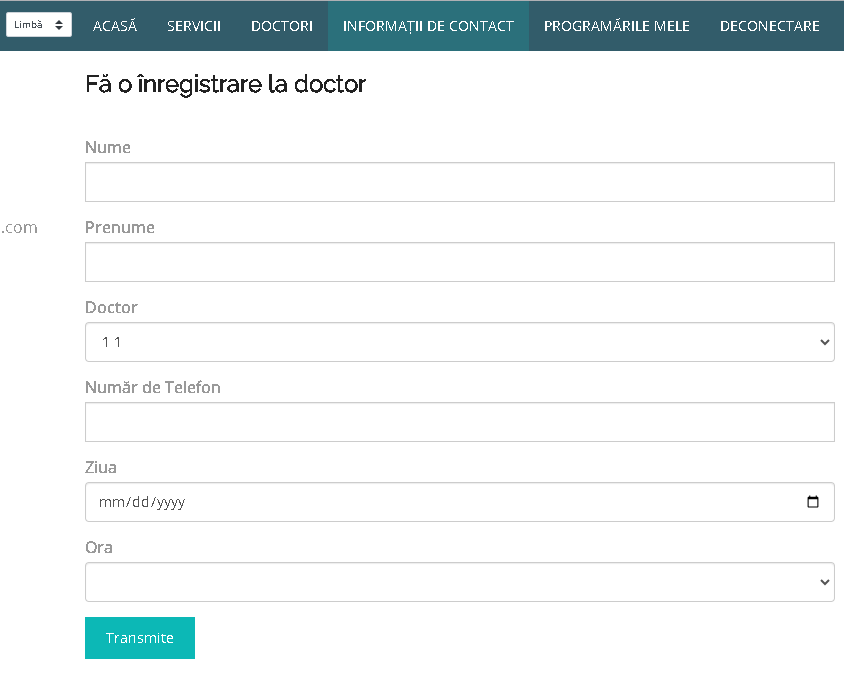 Limbă ACASĂ SERVICII DOCTORI INFORMAȚII DE CONTACT PROGRAMĂRILE MELE DECONECTARE
Fă o înregistrare la doctor
Nume
.com
Prenume
Doctor
1 1
Număr de Telefon
Ziua
mm/dd/yyyy
Ora
Transmite